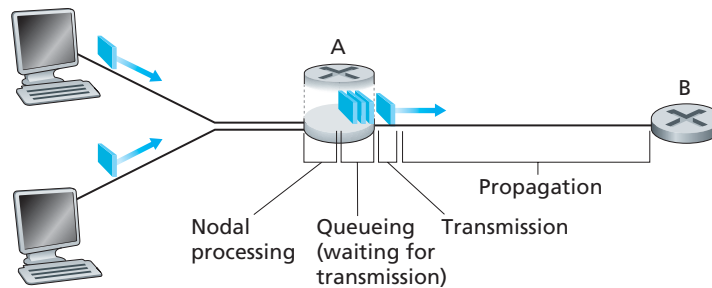 A
B
Propagation
Nodal
processing
Queueing
(waiting for
transmission)
Transmission